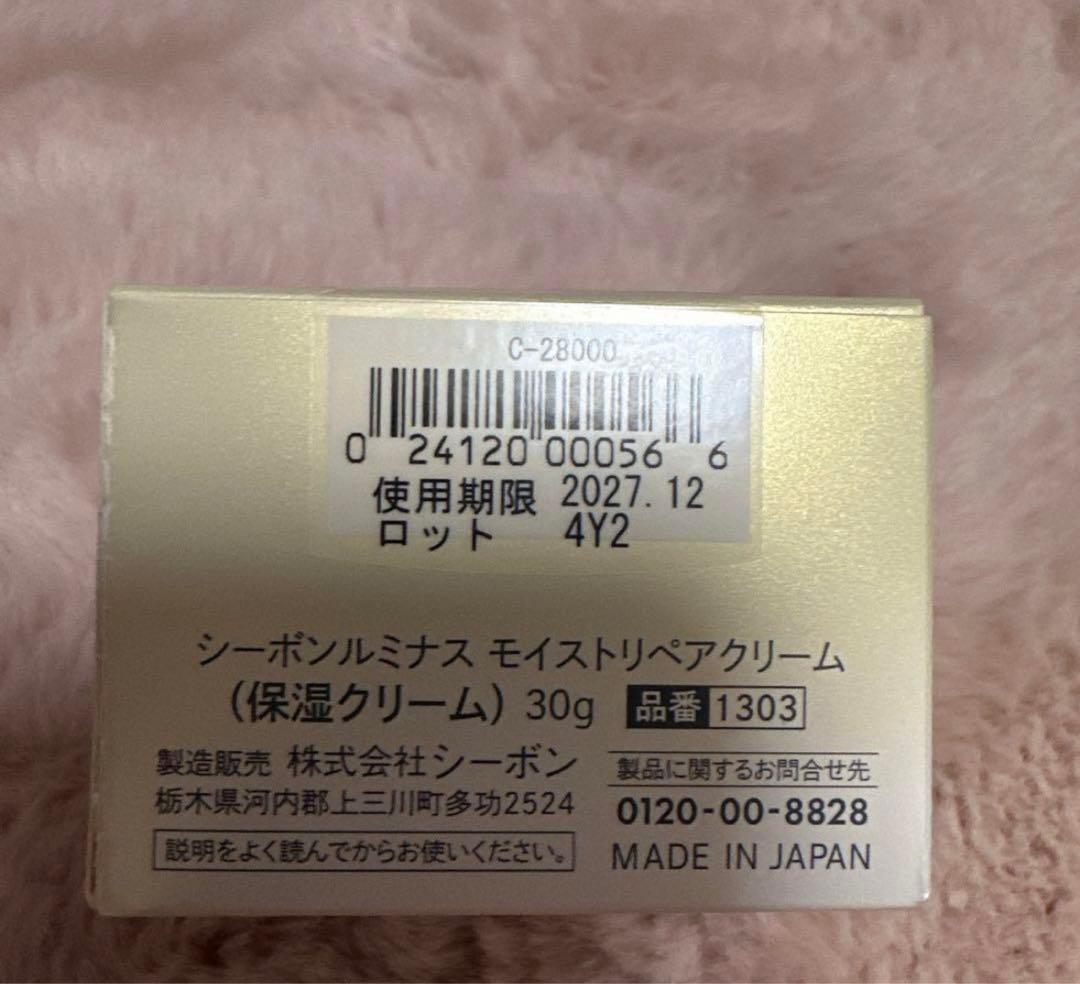 C-28000
0 24120 00056 6
使用期限 2027.12
ロット 4Y2
シーボンルミナス モイストリペアクリーム
(保湿クリーム) 30g 品番 1303
製造販売 株式会社シーボン
栃木県河内郡上三川町多功2524
説明をよく読んでからお使いください。
製品に関するお問合せ先
0120-00-8828
MADE IN JAPAN